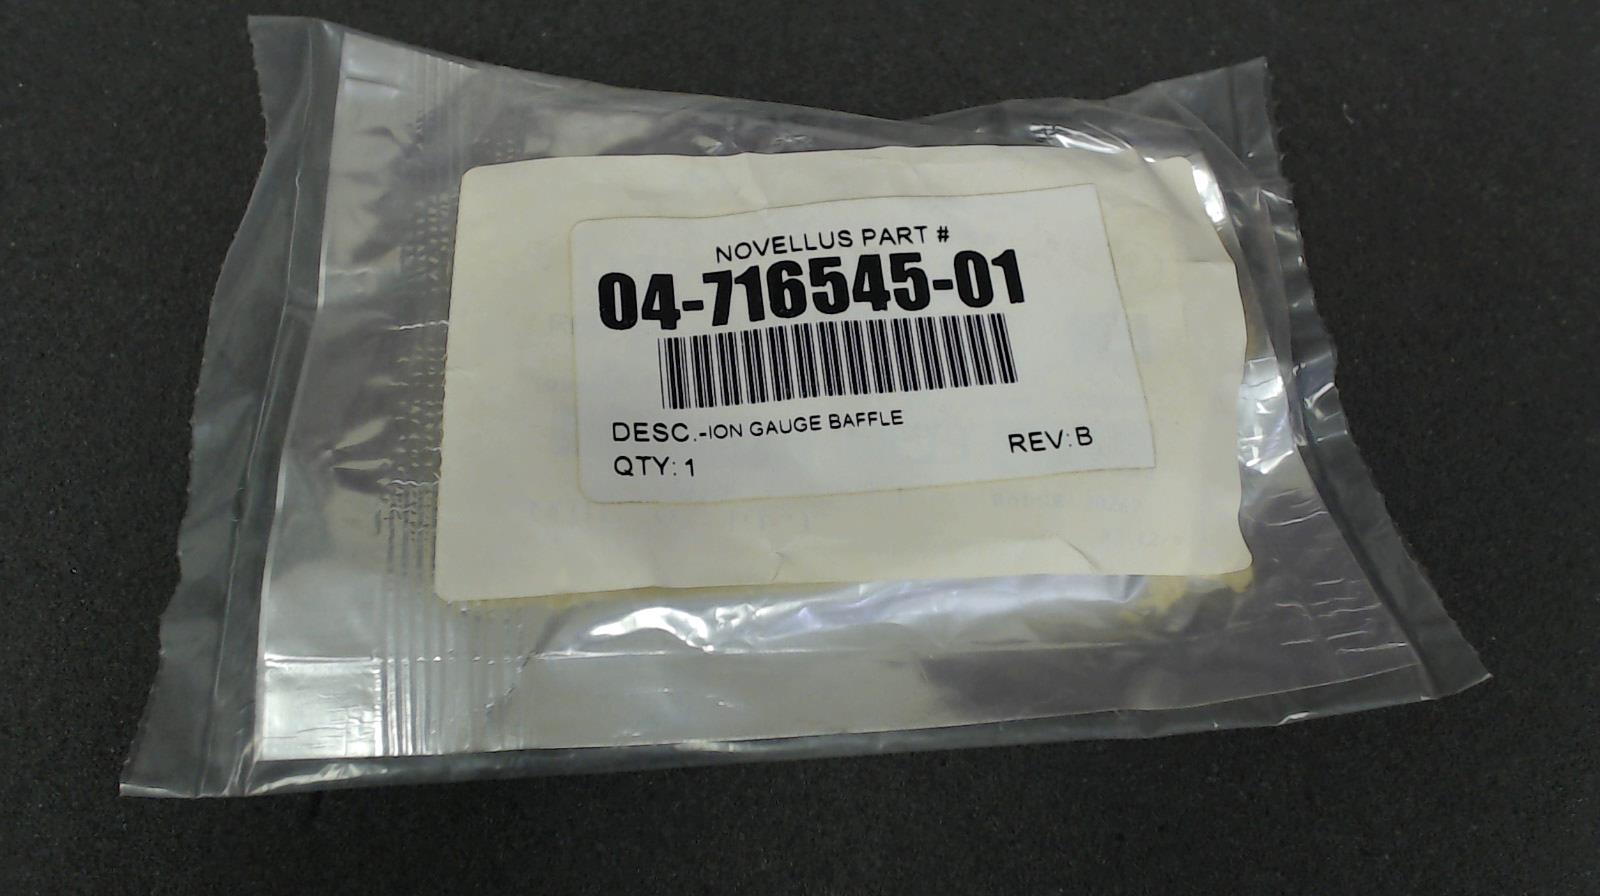 NOVELLUS PART #
04-716545-01
DESC.-ION GAUGE BAFFLE
QTY: 1
REV: B